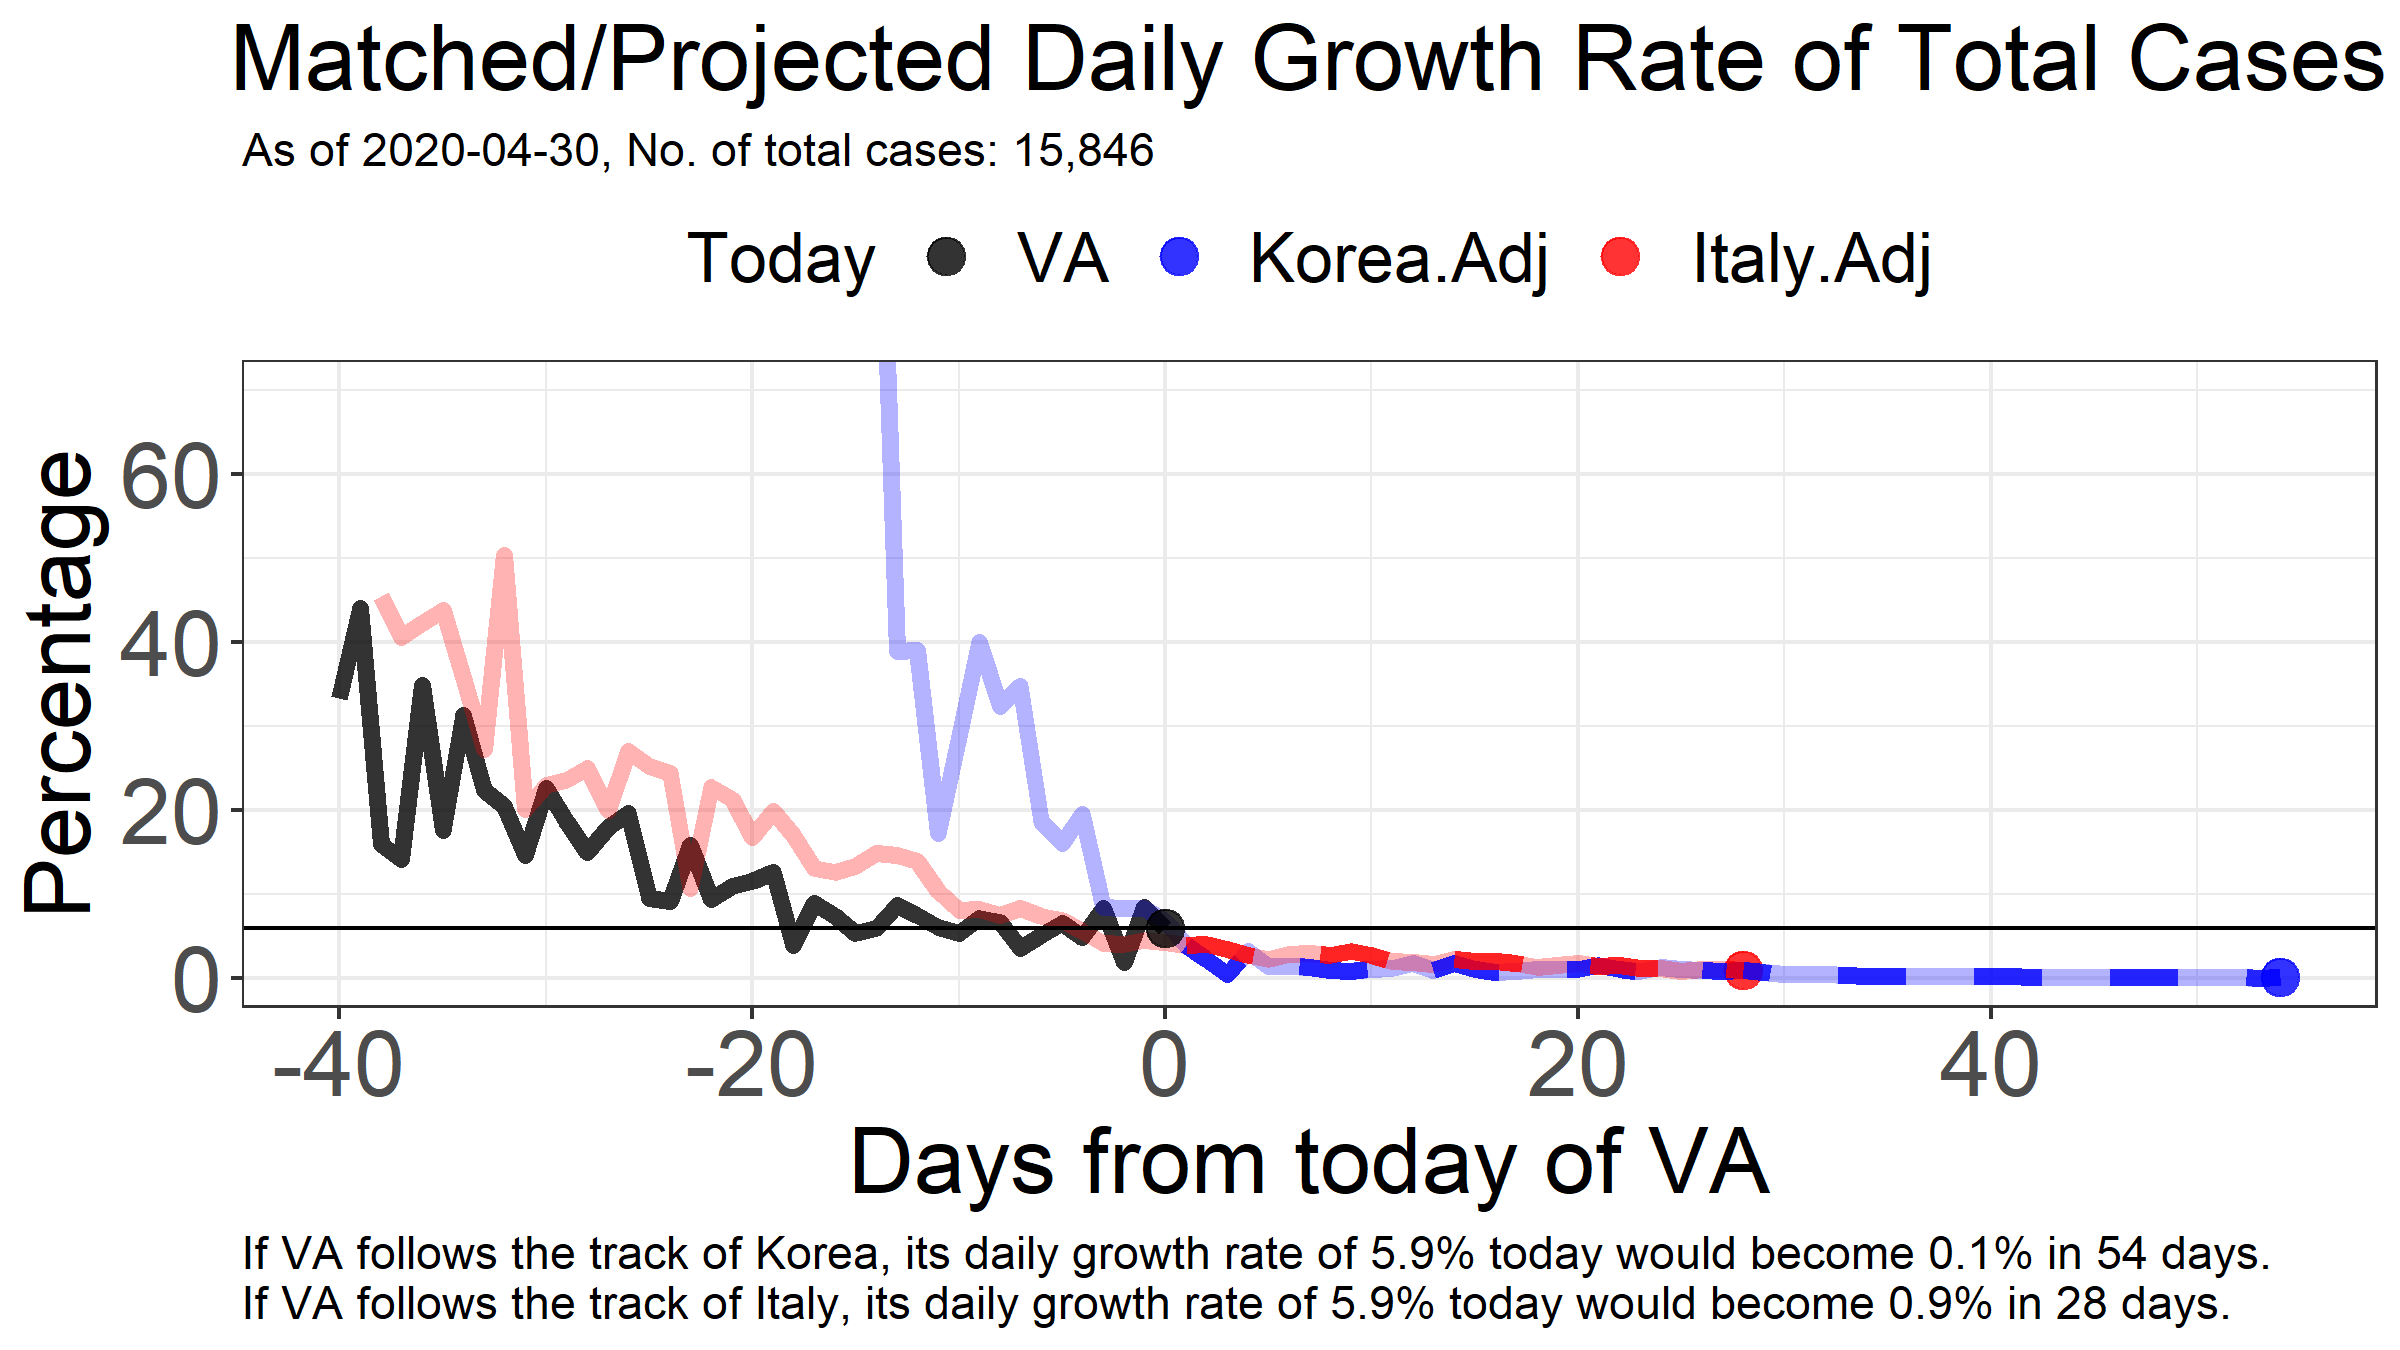 Matched/Projected Daily Growth Rate of Total Cases
As of 2020-04-30, No. of total cases: 15,846
Today VA Korea.Adj Italy.Adj
Percentage
60
40
20
0
-40 -20 0 20 40
Days from today of VA
If VA follows the track of Korea, its daily growth rate of 5.9% today would become 0.1% in 54 days.
If VA follows the track of Italy, its daily growth rate of 5.9% today would become 0.9% in 28 days.